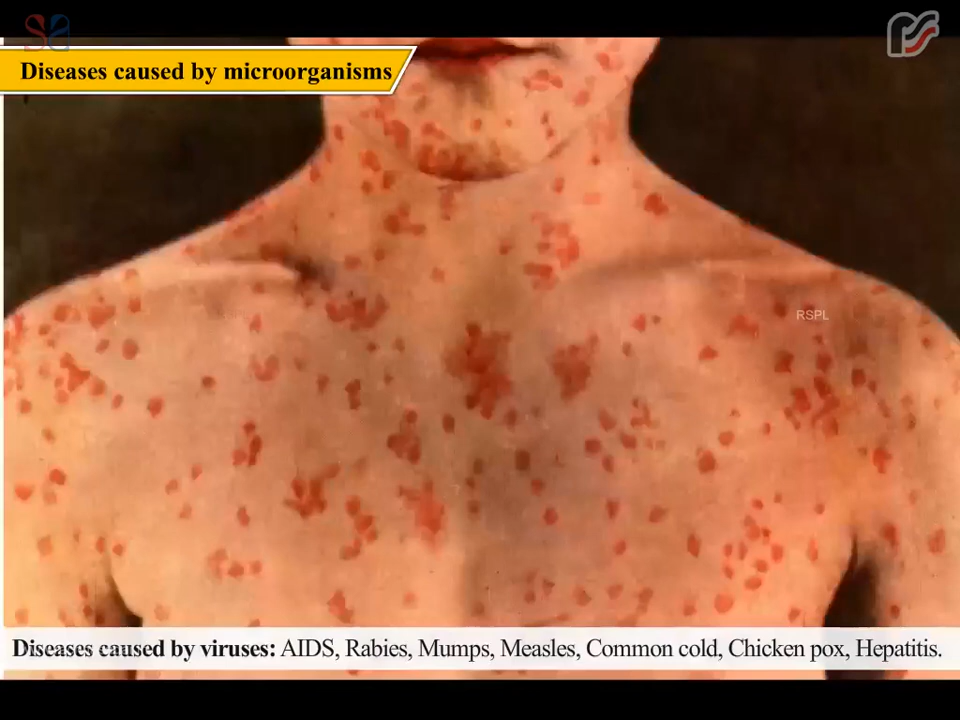 Diseases caused by microorganisms
RSPL
Diseases caused by viruses: AIDS, Rabies, Mumps, Measles, Common cold, Chicken pox, Hepatitis.